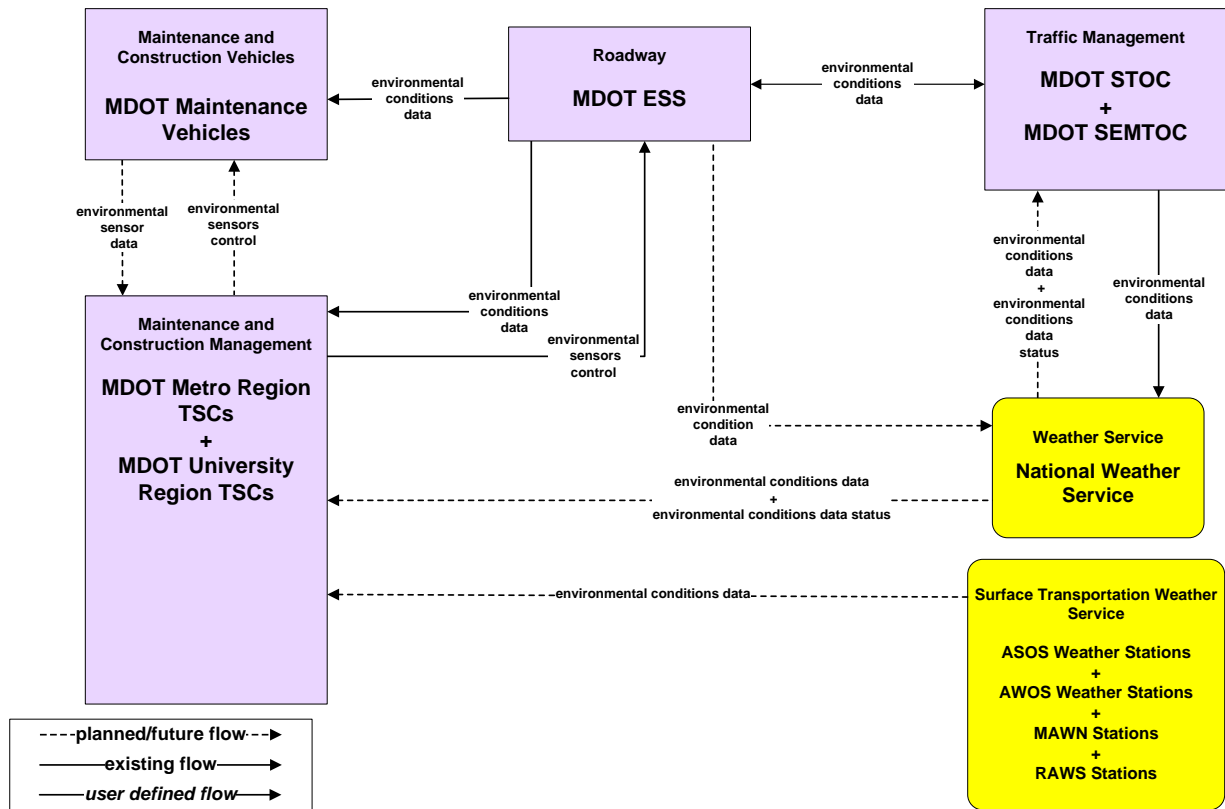 Maintenance and
Construction Vehicles
MDOT Maintenance
Vehicles
environmental
conditions
data
Roadway
MDOT ESS
environmental
conditions
data
Traffic Management
MDOT STOC
+
MDOT SEMTOC
environmental
sensor
data
environmental
sensors
control
environmental
conditions
data
+
environmental
conditions
data
status
environmental
conditions
data
environmental
conditions
data
environmental
sensors
control
Maintenance and
Construction Management
MDOT Metro Region
TSCs
+
MDOT University
Region TSCs
environmental
condition
data
Weather Service
National Weather
Service
environmental conditions data
+
environmental conditions data status
environmental conditions data
Surface Transportation Weather
Service
ASOS Weather Stations
+
AWOS Weather Stations
+
MAWN Stations
+
RAWS Stations
planned/future flow
existing flow
user defined flow